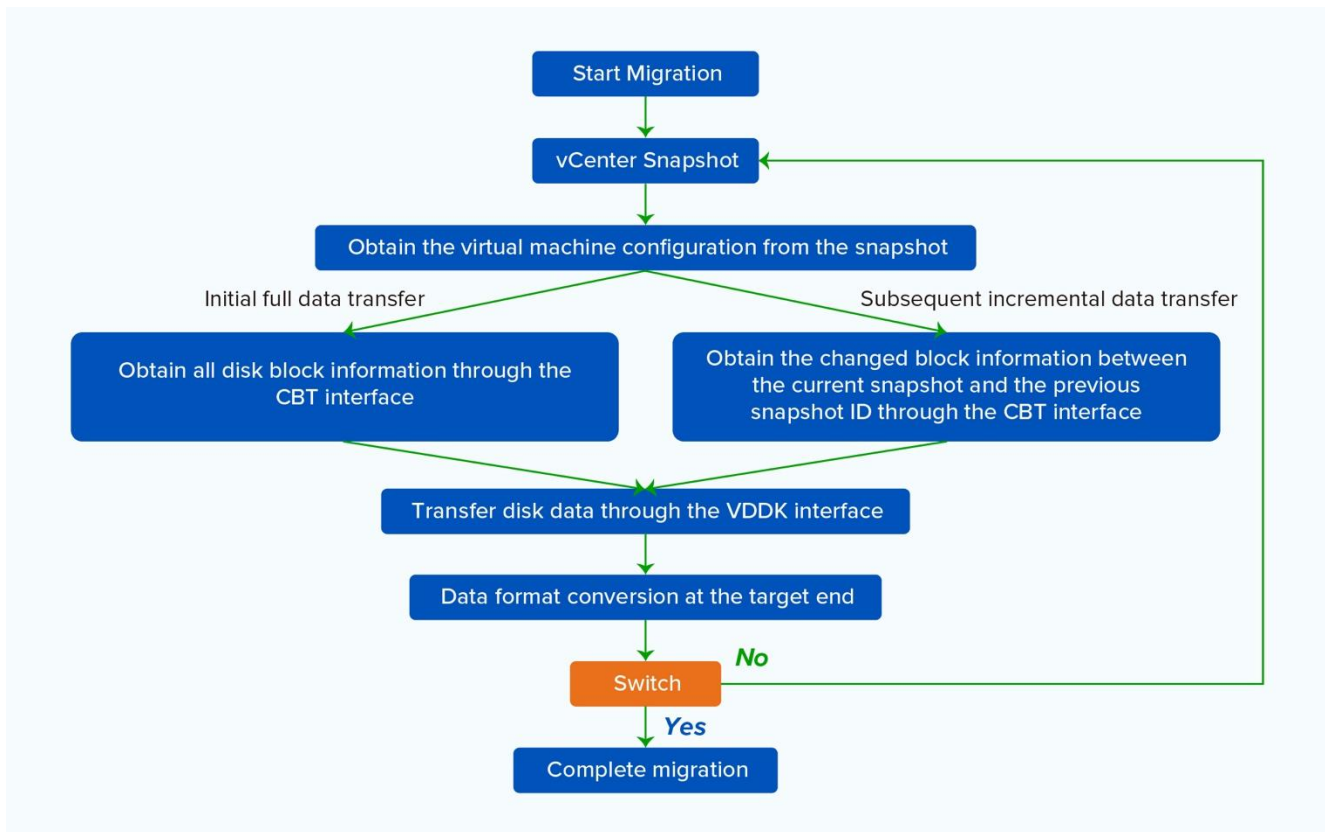 Start Migration
vCenter Snapshot
Obtain the virtual machine configuration from the snapshot
Initial full data transfer
Subsequent incremental data transfer
Obtain all disk block information through the
CBT interface
Obtain the changed block information between
the current snapshot and the previous
snapshot ID through the CBT interface
Transfer disk data through the VDDK interface
Data format conversion at the target end
No
Switch
Yes
Complete migration